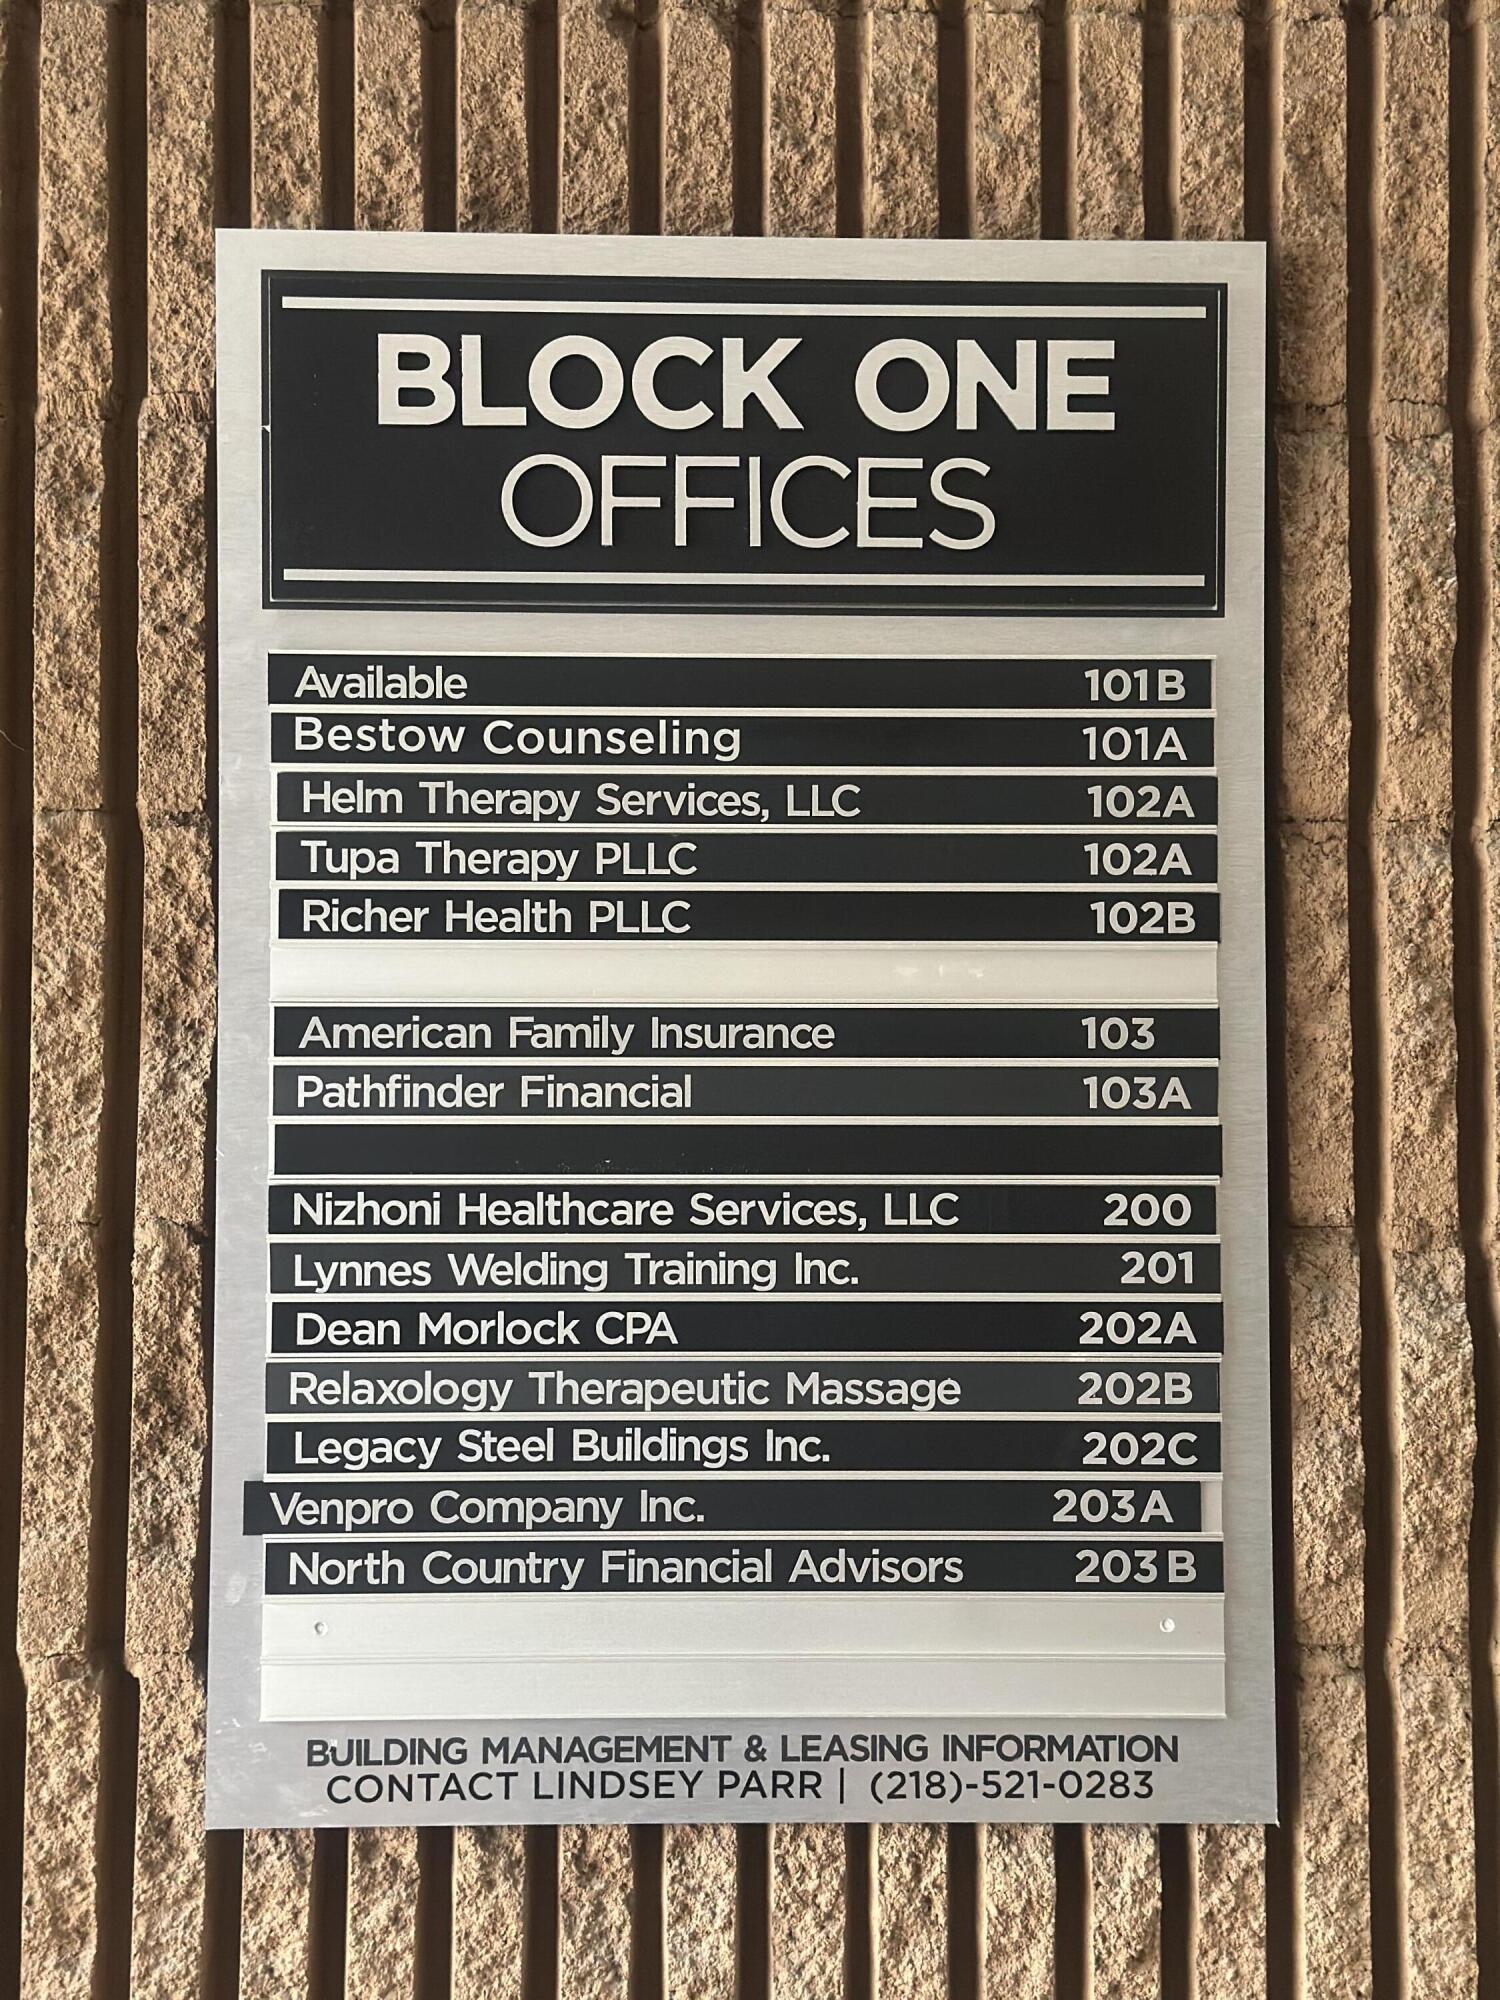 BLOCK ONE
OFFICES
Available 101B
Bestow Counseling 101A
Helm Therapy Services, LLC 102A
Tupa Therapy PLLC 102A
Richer Health PLLC 102B
American Family Insurance 103
Pathfinder Financial 103A
Nizhoni Healthcare Services, LLC 200
Lynnes Welding Training Inc. 201
Dean Morlock CPA 202A
Relaxology Therapeutic Massage 202B
Legacy Steel Buildings Inc. 202C
Venpro Company Inc. 203A
North Country Financial Advisors 203B
BUILDING MANAGEMENT & LEASING INFORMATION
CONTACT LINDSEY PARR | (218)-521-0283